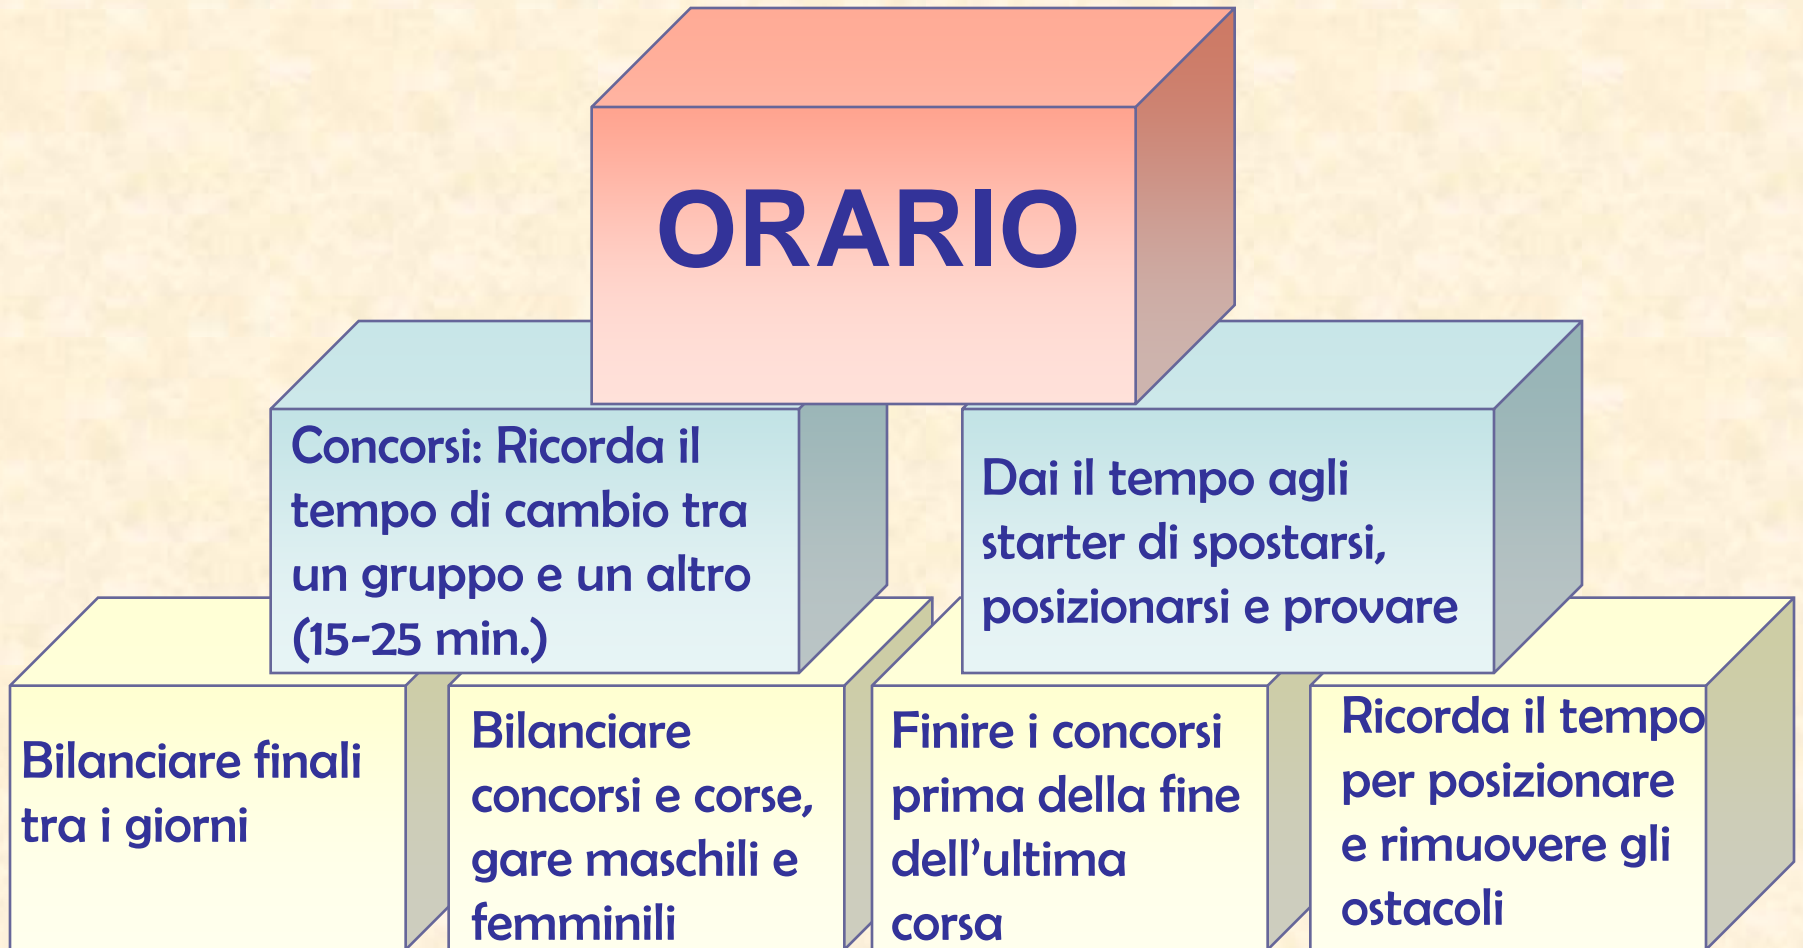 ORARIO
Concorsi: Ricorda il
tempo di cambio tra
un gruppo e un altro
(15-25 min.)
Dai il tempo agli
starter di spostarsi,
posizionarsi e provare
Bilanciare finali
tra i giorni
Bilanciare
concorsi e corse,
gare maschili e
femminili
Finire i concorsi
prima della fine
dell’ultima
corsa
Ricorda il tempo
per posizionare
e rimuovere gli
ostacoli